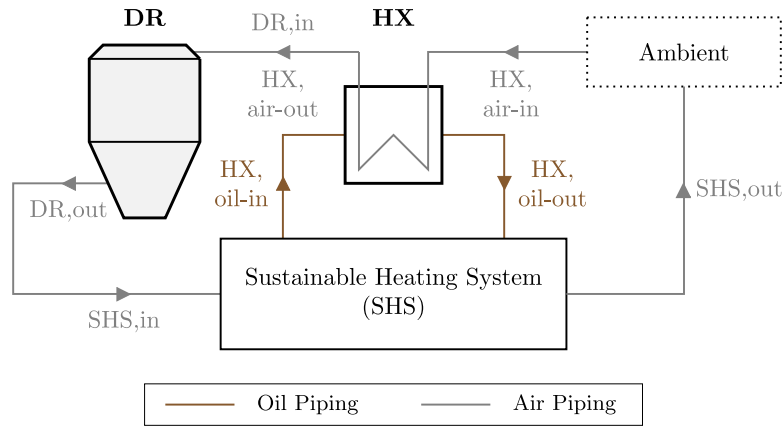 DR
DR,in
HX
HX,
air-out
HX,
air-in
Ambient
HX,
oil-in
HX,
oil-out
DR,out
SHS,out
Sustainable Heating System
(SHS)
SHS,in
Oil Piping
Air Piping